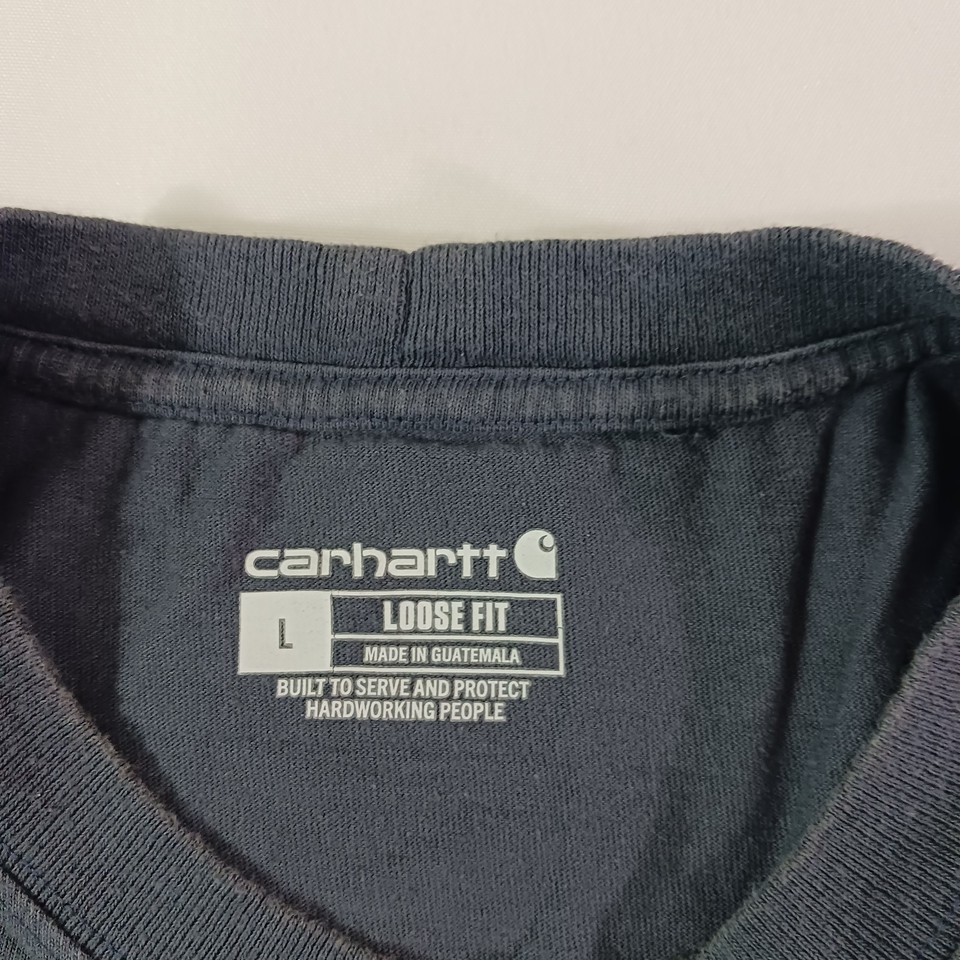 carhartt
L
LOOSE FIT
MADE IN GUATEMALA
BUILT TO SERVE AND PROTECT
HARDWORKING PEOPLE